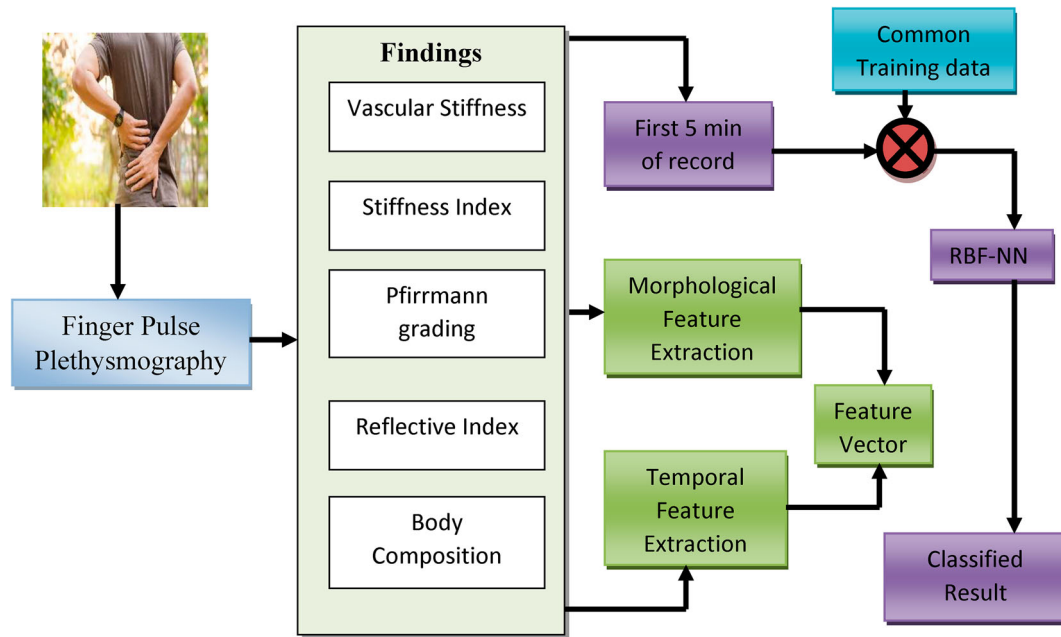 Findings
Vascular Stiffness
Stiffness Index
Pfirrmann
grading
Reflective Index
Body
Composition
Finger Pulse
Plethysmography
First 5 min
of record
Common
Training data
RBF-NN
Morphological
Feature
Extraction
Temporal
Feature
Extraction
Feature
Vector
Classified
Result